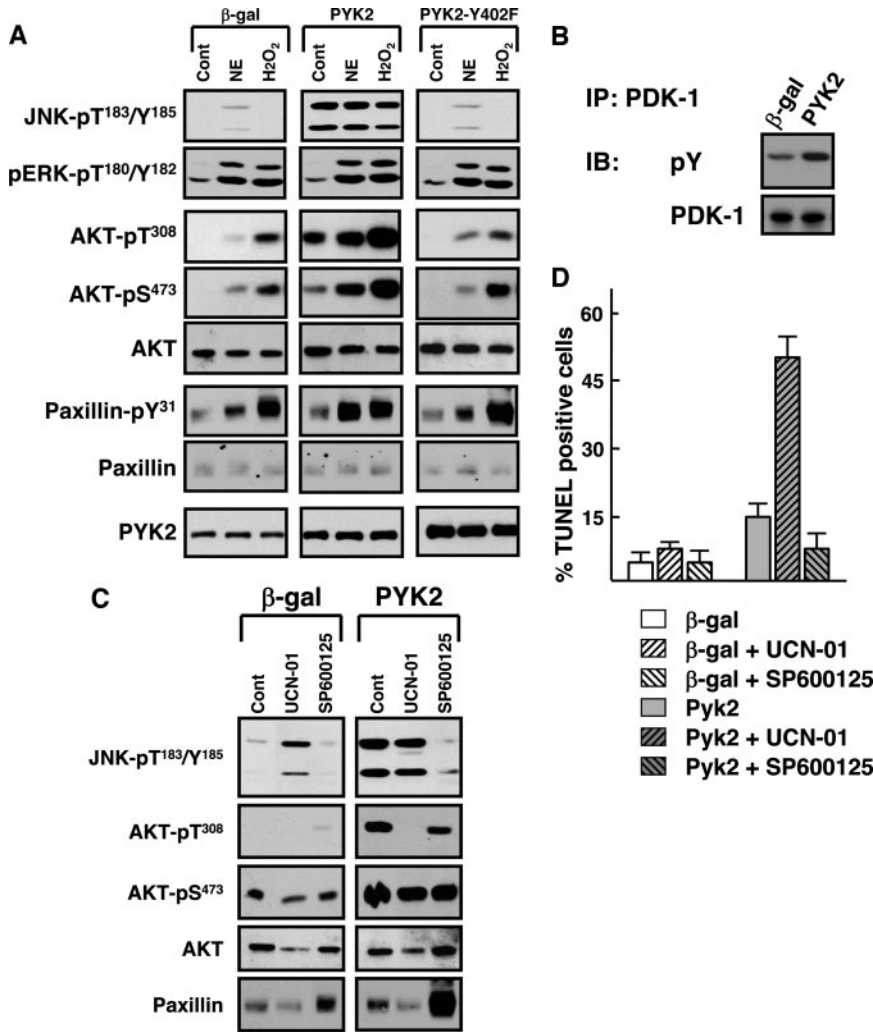 A
β-gal
PYK2
PYK2-Y402F
Cont
NE
H2O2
Cont
NE
H2O2
Cont
NE
H2O2
JNK-pT183/Y185
pERK-pT180/Y182
AKT-pT308
AKT-pS473
AKT
Paxillin-pY31
Paxillin
PYK2
B
IP: PDK-1
β-gal
PYK2
IB: pY
PDK-1
C
β-gal
PYK2
Cont
UCN-01
SP600125
Cont
UCN-01
SP600125
JNK-pT183/Y185
AKT-pT308
AKT-pS473
AKT
Paxillin
D
% TUNEL positive cells
60
45
30
15
β-gal
β-gal + UCN-01
β-gal + SP600125
Pyk2
Pyk2 + UCN-01
Pyk2 + SP600125